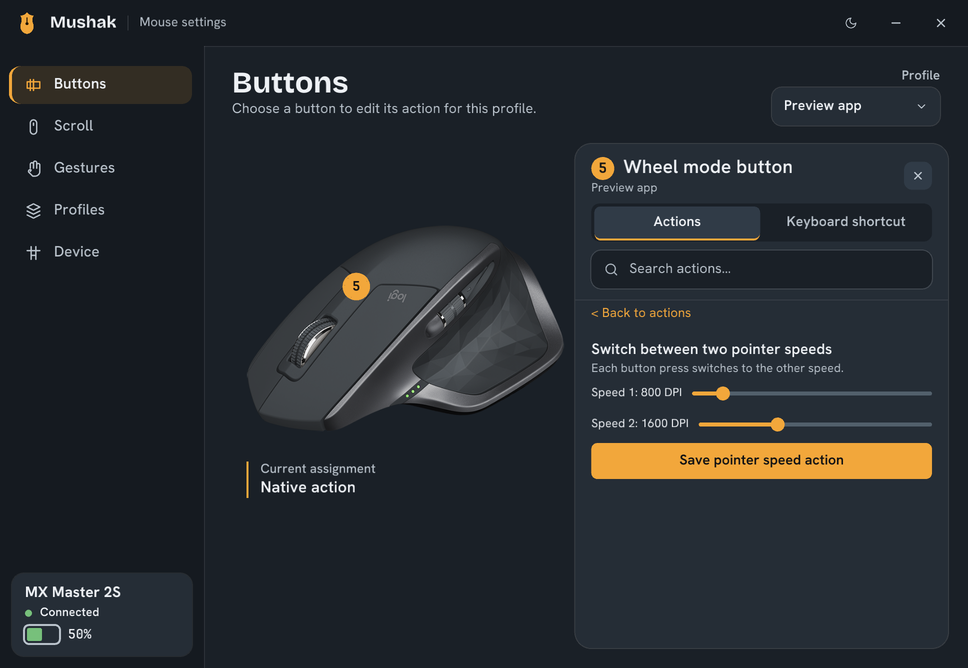 Mushak
Mouse settings
Buttons
Scroll
Gestures
Profiles
Device
MX Master 2S
Connected
50%
Buttons
Choose a button to edit its action for this profile.
Profile
Preview app
5
logi
Current assignment
Native action
5 Wheel mode button
Preview app
Actions
Keyboard shortcut
Search actions...
< Back to actions
Switch between two pointer speeds
Each button press switches to the other speed.
Speed 1: 800 DPI
Speed 2: 1600 DPI
Save pointer speed action